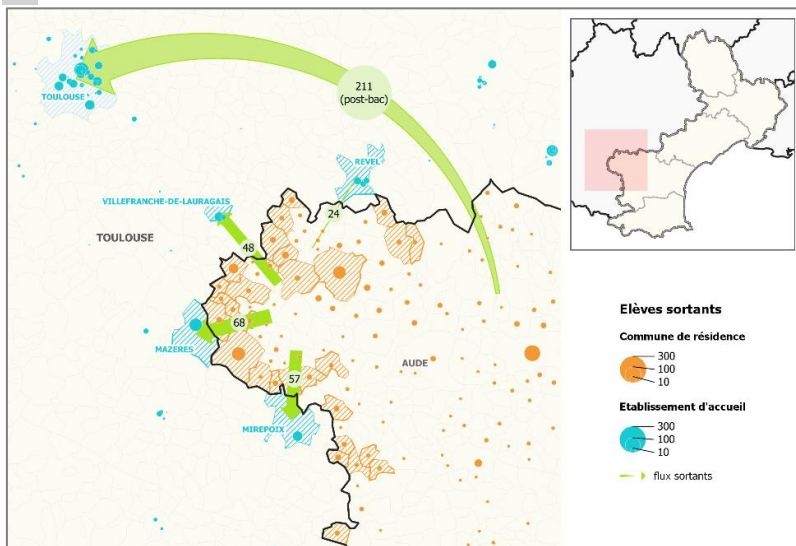 211
(post-bac)
TOULOUSE
REVEL
VILLEFRANCHE-DE-LAURAGAIS
24
TOULOUSE
48
68
MAZERES
AUDE
57
MIREPOIX
Elèves sortants
Commune de résidence
300
100
10
Etablissement d'accueil
300
100
10
flux sortants